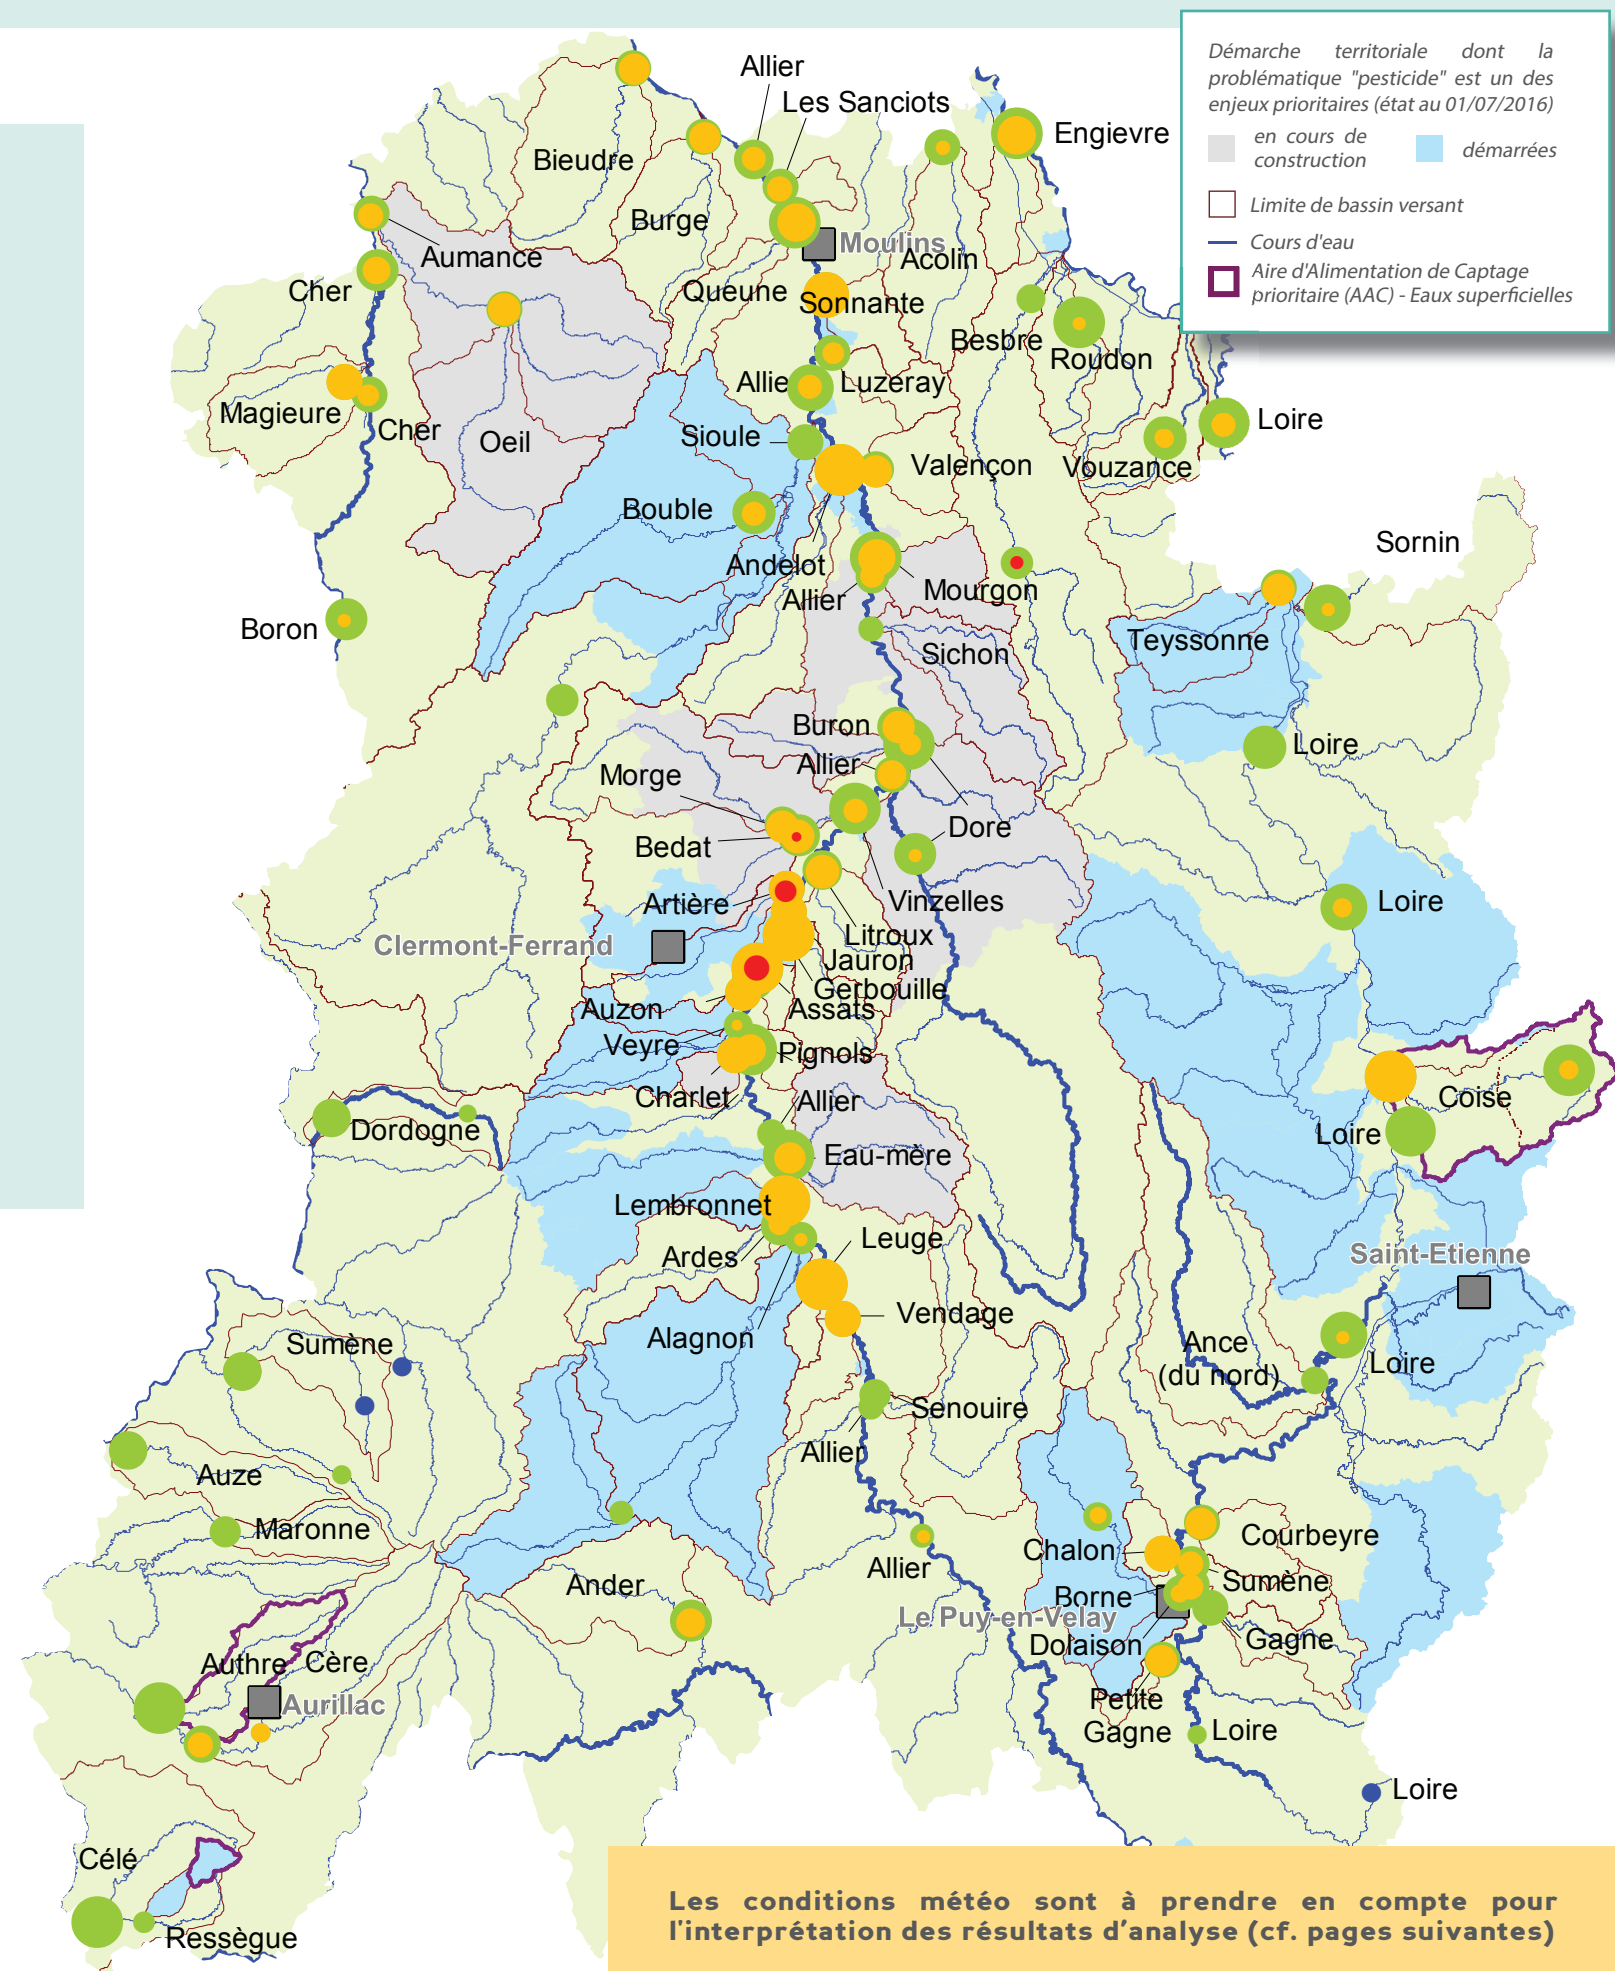 Démarche territoriale dont la
problématique "pesticide" est un des
enjeux prioritaires (état au 01/07/2016)
en cours de
construction
démarrées
Limite de bassin versant
Cours d'eau
Aire d'Alimentation de Captage
prioritaire (AAC) - Eaux superficielles
Allier
Les Sanciots
Engievre
Bieudre
Burge
Moulins
Aumance
Acolin
Cher
Queune
Sonnante
Besbre
Roudon
Allie
Luzeray
Magieure
Cher
Oeil
Sioule
Loire
Valençon
Vouzance
Bouble
Sornin
Andelot
Mourgon
Allier
Boron
Teyssonne
Sichon
Buron
Loire
Allier
Morge
Dore
Bedat
Vinzelles
Loire
Artière
Litroux
Clermont-Ferrand
Jauron
Gerbouille
Auzon
Assats
Veyre
Pignols
Charlet
Allier
Coise
Dordogne
Loire
Eau-mère
Lembronnet
Leuge
Ardes
Saint-Etienne
Vendage
Alagnon
Sumène
Ance
(du nord)
Loire
Senouire
Allier
Auze
Maronne
Courbeyre
Chalon
Allier
Sumène
Ander
Borne
Le Puy-en-Velay
Dolaison
Gagne
Authre
Cère
Aurillac
Petite
Gagne
Loire
Loire
Célé
Ressègue
Les conditions météo sont à prendre en compte pour
l'interprétation des résultats d'analyse (cf. pages suivantes)